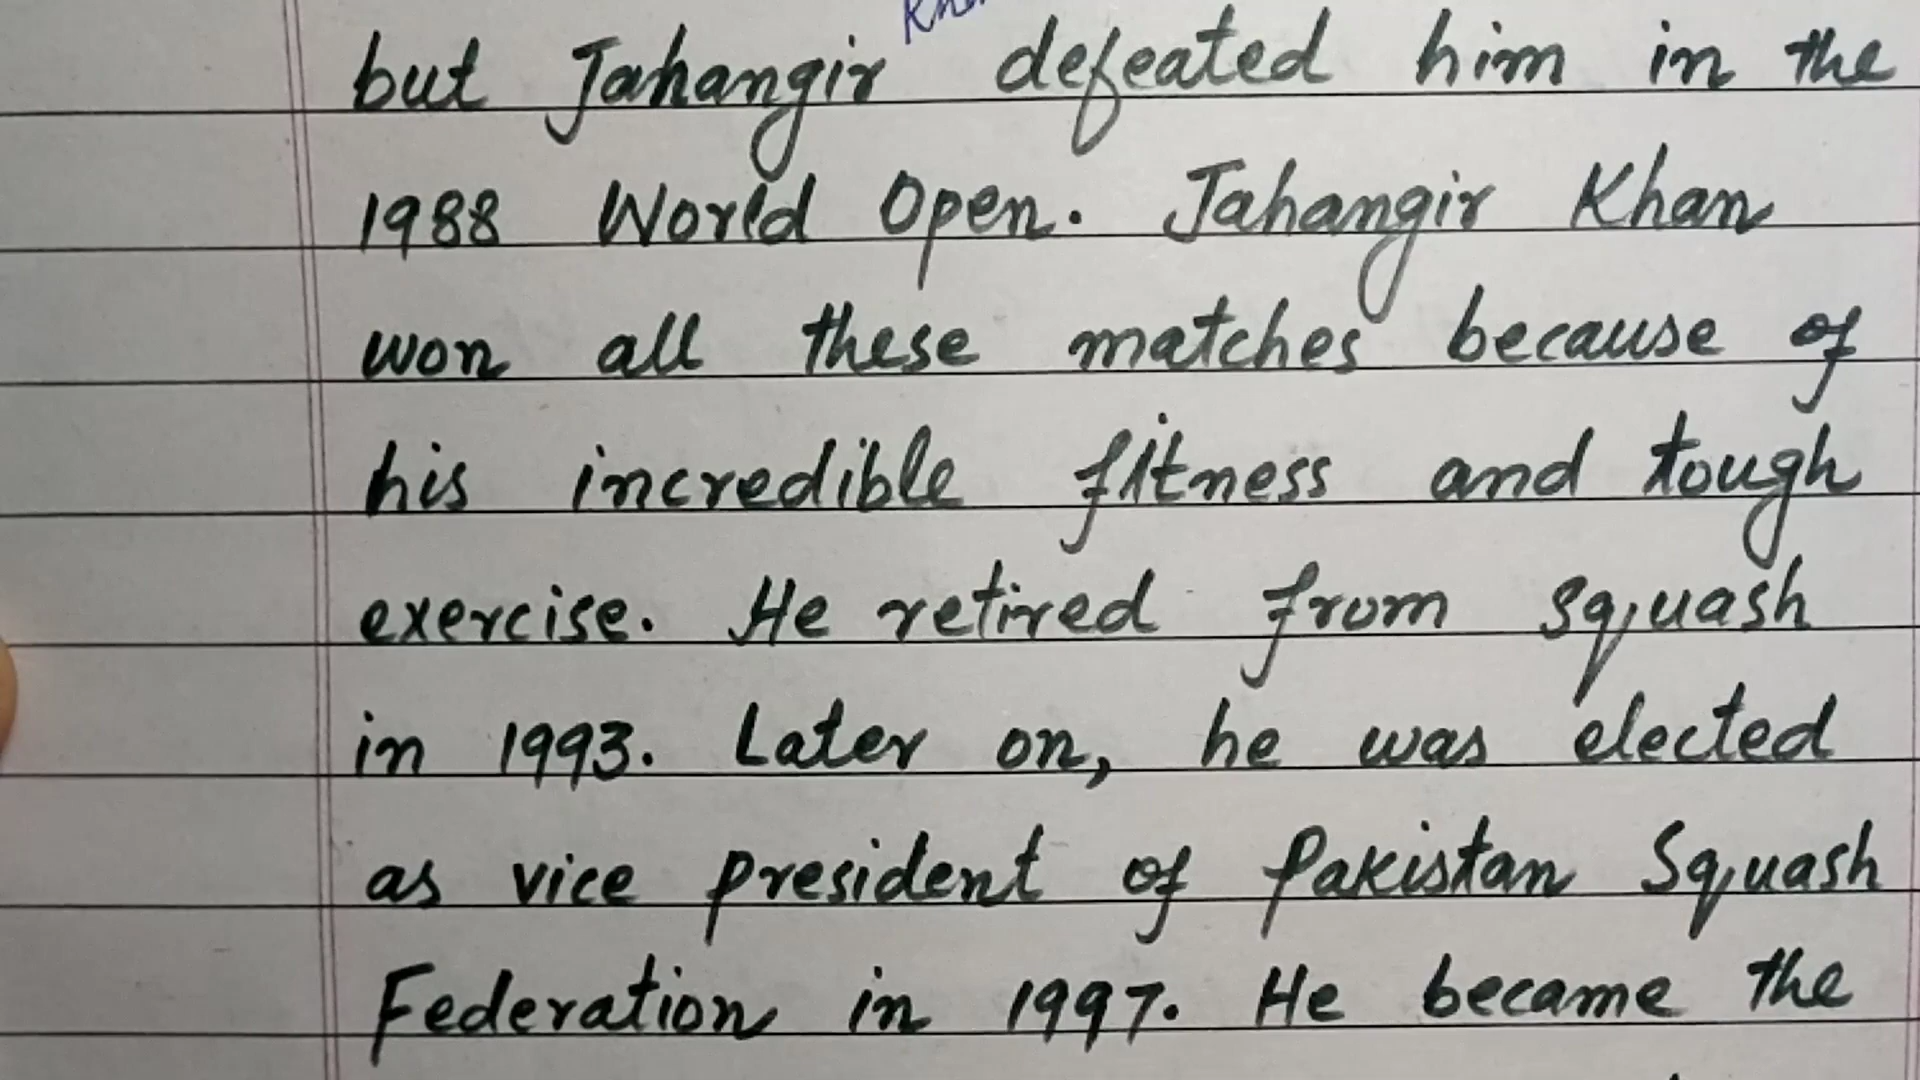 but Jahangir defeated him in the
1988 World Open. Jahangir Khan
won all these matches because of
his incredible fitness and tough
exercise. He retired from squash
in 1993. Later on, he was elected
as vice president of Pakistan Squash
Federation in 1997. He became the